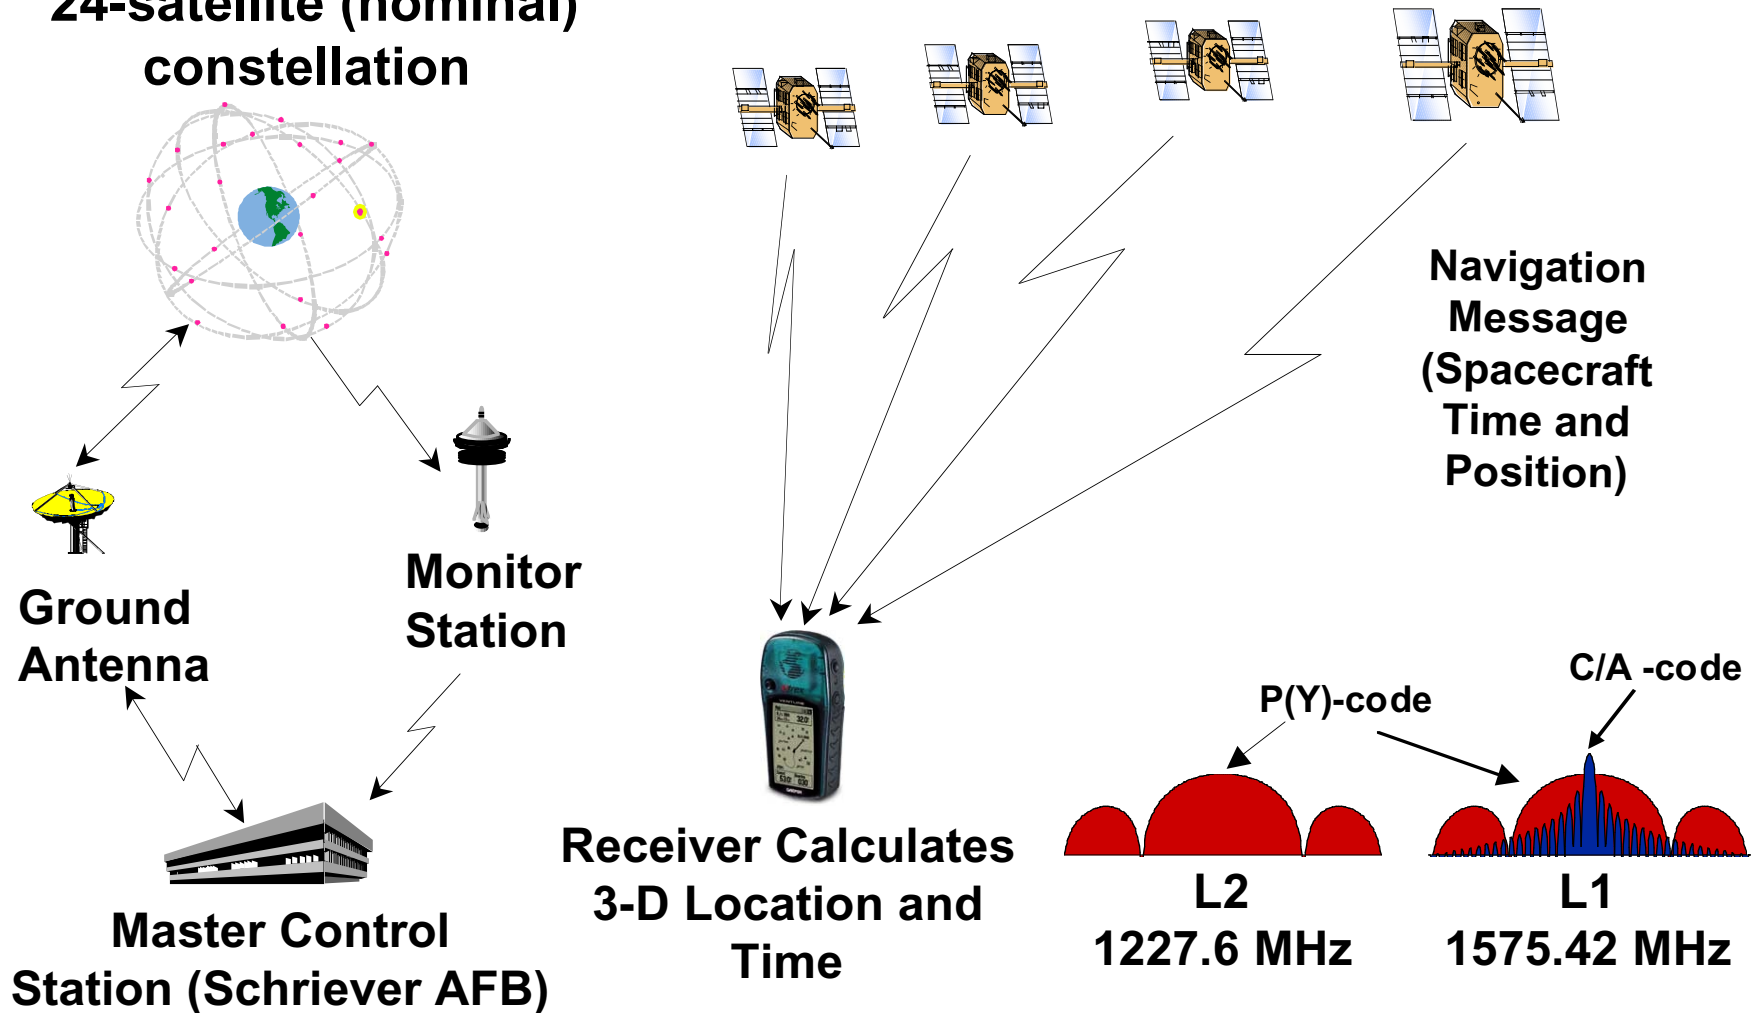 24-satellite (nominal)
constellation
Navigation
Message
(Spacecraft
Time and
Position)
Monitor
Station
Ground
Antenna
C/A -code
P(Y)-code
Receiver Calculates
3-D Location and
Time
L2
1227.6 MHz
L1
1575.42 MHz
Master Control
Station (Schriever AFB)